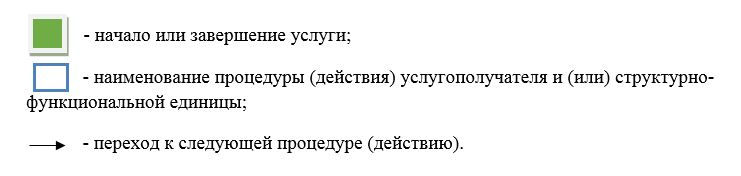 - начало или завершение услуги;
- наименование процедуры (действия) услугополучателя и (или) структурно-
функциональной единицы;
- переход к следующей процедуре (действию).